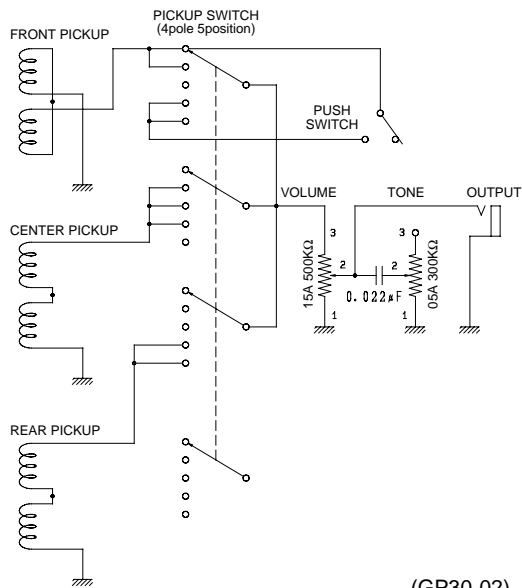 PICKUP SWITCH
(4pole 5position)
FRONT PICKUP
PUSH
SWITCH
VOLUME
TONE
OUTPUT
CENTER PICKUP
3
2
1
15A 500KΩ
0.022μF
3
2
1
05A 300KΩ
REAR PICKUP
(GP30-02)